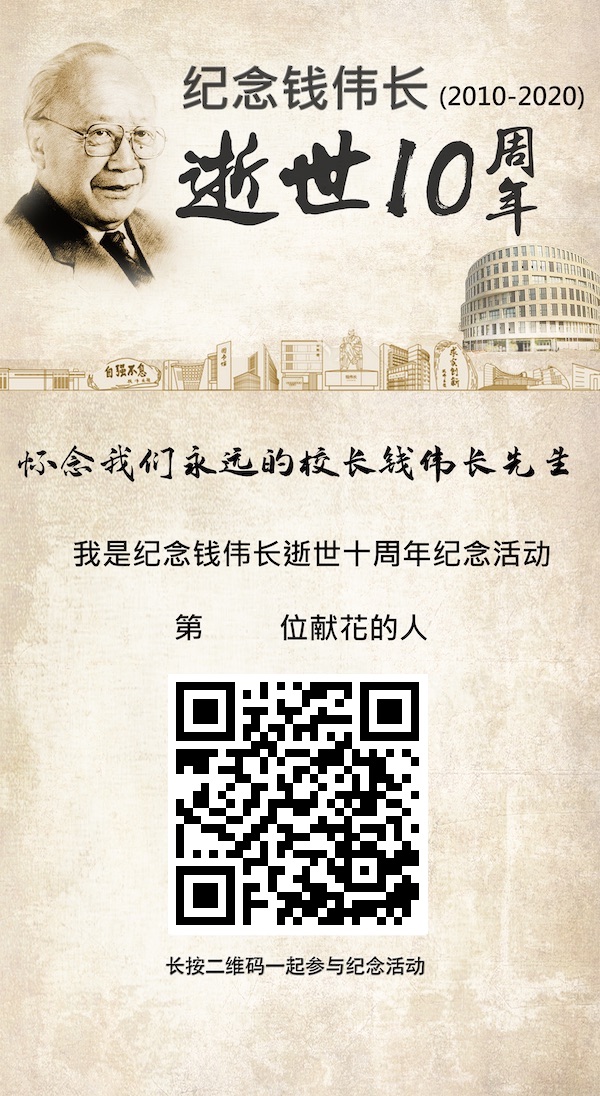 纪念钱伟长 (2010-2020)
逝世10周年
自强不息
求实创新
怀念我们永远的校长钱伟长先生
我是纪念钱伟长逝世十周年纪念活动
第 位献花的人
长按二维码一起参与纪念活动